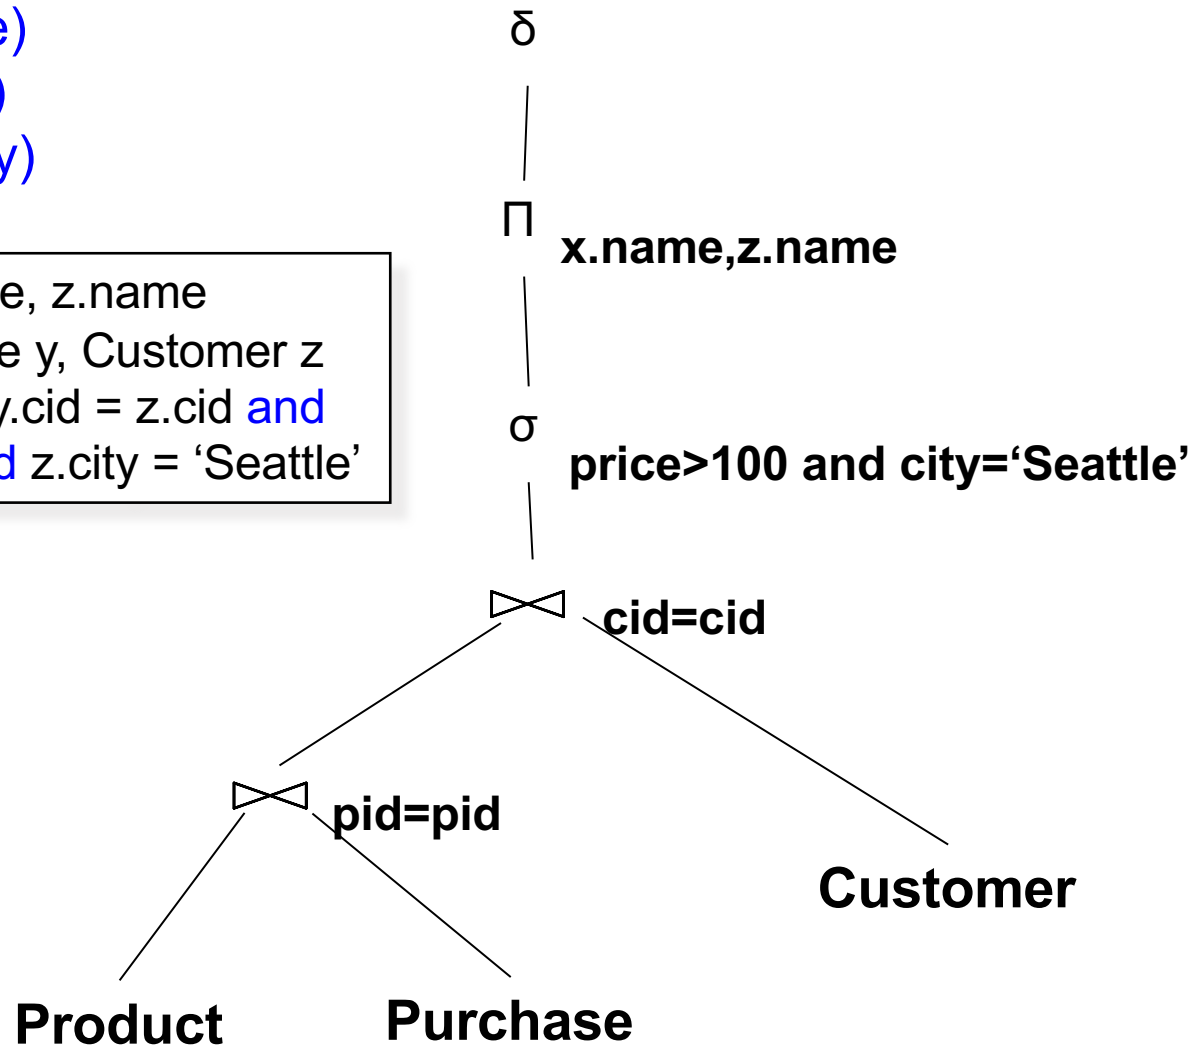 e)
)
y)
e, z.name
e y, Customer z
y.cid = z.cid and
d z.city = ‘Seattle’
δ
Π x.name,z.name
σ price>100 and city=‘Seattle’
⋈ cid=cid
⋈ pid=pid
Customer
Product Purchase